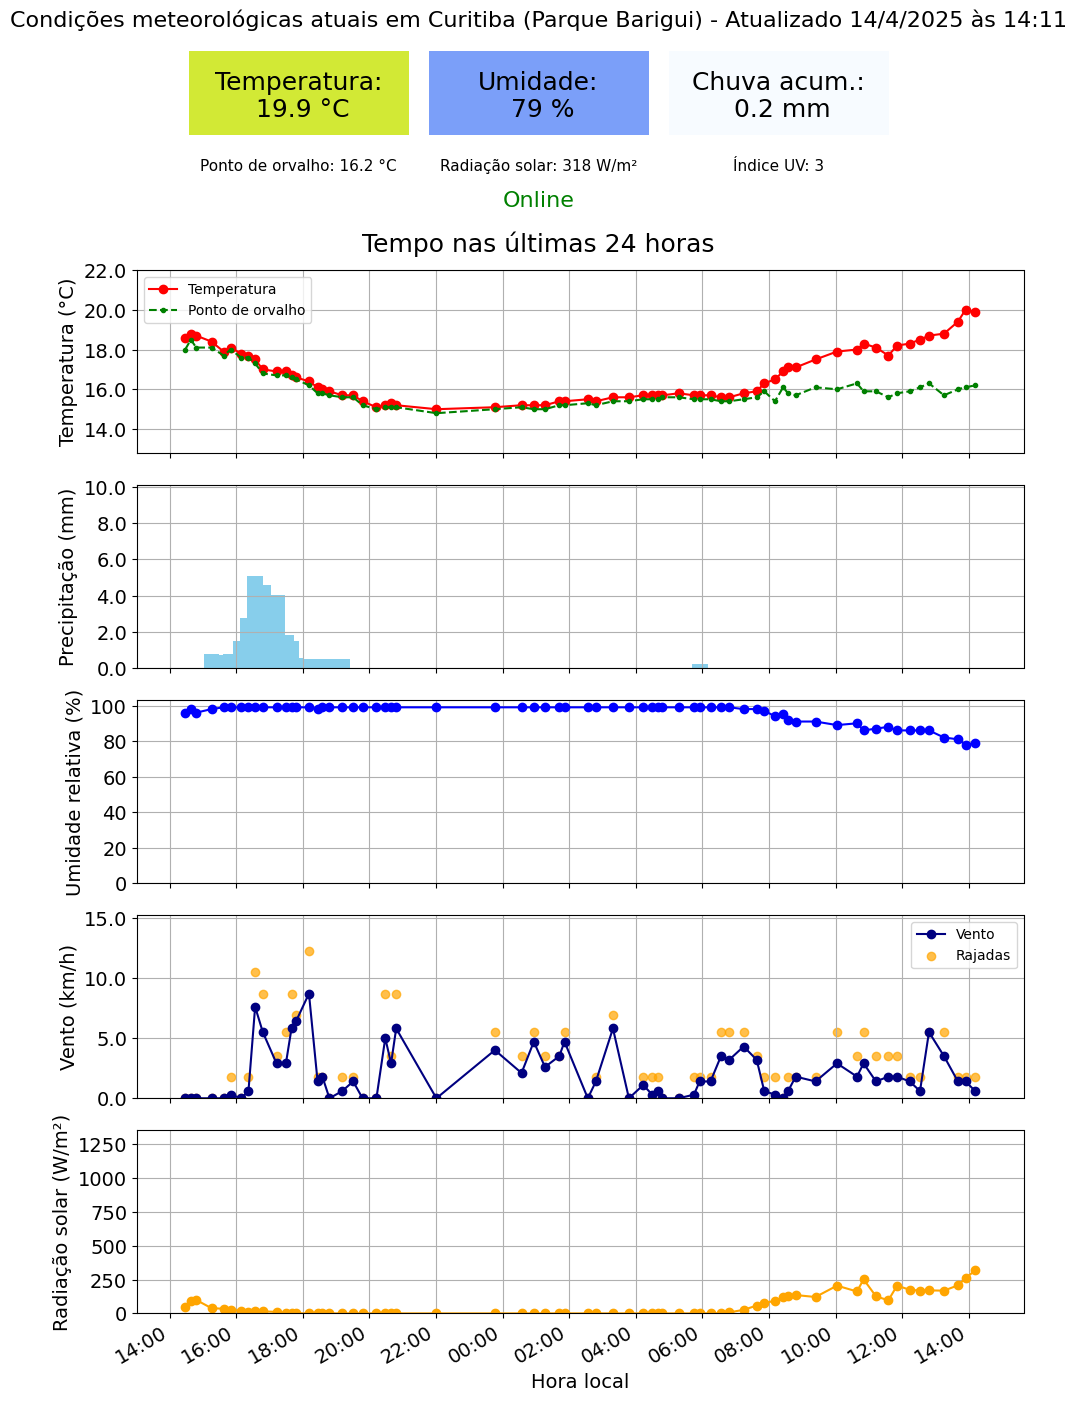 Condições meteorológicas atuais em Curitiba (Parque Barigui) - Atualizado 14/4/2025 às 14:11
Temperatura:
19.9 °C
Umidade:
79 %
Chuva acum.:
0.2 mm
Ponto de orvalho: 16.2 °C
Radiação solar: 318 W/m²
Índice UV: 3
Online
Tempo nas últimas 24 horas
Temperatura (°C)
22.0
20.0
18.0
16.0
14.0
Temperatura
Ponto de orvalho
Precipitação (mm)
10.0
8.0
6.0
4.0
2.0
0.0
Umidade relativa (%)
100
80
60
40
20
0
Vento (km/h)
15.0
10.0
5.0
0.0
Vento
Rajadas
Radiação solar (W/m²)
1250
1000
750
500
250
0
14:00
16:00
18:00
20:00
22:00
00:00
02:00
04:00
06:00
08:00
10:00
12:00
14:00
Hora local